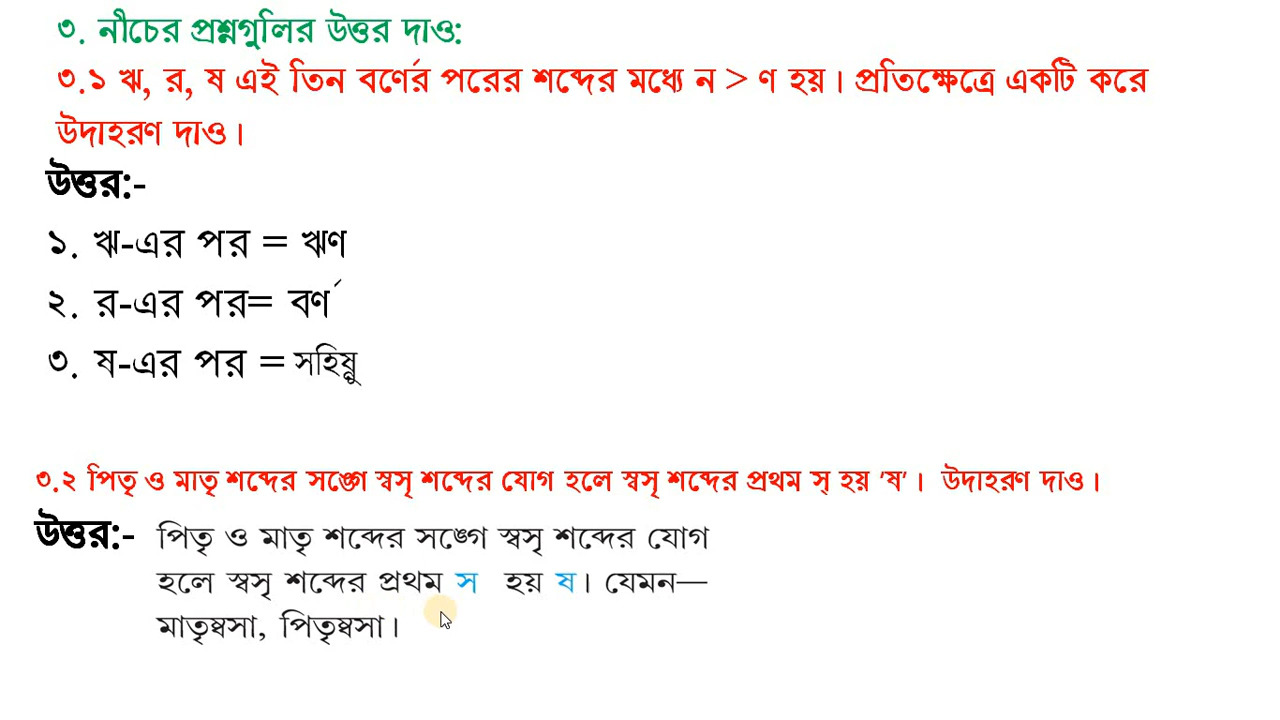 ৩. নীচের প্রশ্নগুলির উত্তর দাও:
৩.১ ঋ, র, ষ এই তিন বর্ণের পরের শব্দের মধ্যে ন > ণ হয়। প্রতিক্ষেত্রে একটি করে
উদাহরণ দাও।
উত্তর:-
১. ঋ-এর পর = ঋণ
২. র-এর পর= বর্ণ
৩. ষ-এর পর = সহিষ্ণু
৩.২ পিতৃ ও মাতৃ শব্দের সঙ্গে স্বসৃ শব্দের যোগ হলে স্বসৃ শব্দের প্রথম স্ হয় 'ষ'। উদাহরণ দাও।
উত্তর:- পিতৃ ও মাতৃ শব্দের সঙ্গে স্বসৃ শব্দের যোগ
হলে স্বসৃ শব্দের প্রথম স হয় ষ। যেমন—
মাতৃষ্বসা, পিতৃষ্বসা।